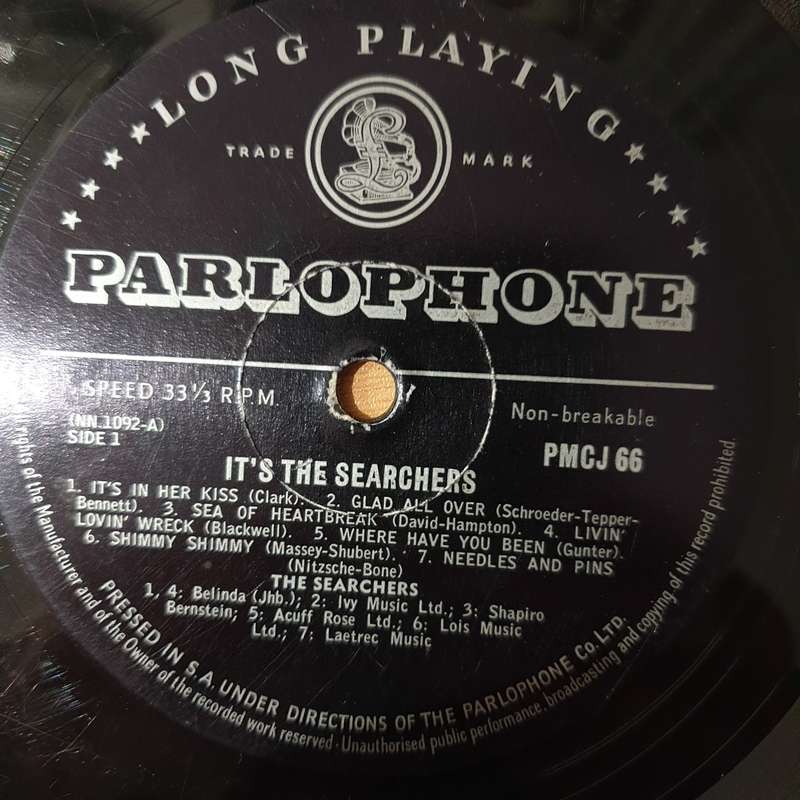 LONG PLAYING
TRADE MARK
PARLOPHONE
SPEED 33⅓ R.P.M.
Non-breakable
(NN.1092-A)
SIDE 1
PMCJ 66
IT'S THE SEARCHERS
1. IT'S IN HER KISS (Clark). 2. GLAD ALL OVER (Schroeder-Tepper-
Bennett). 3. SEA OF HEARTBREAK (David-Hampton). 4. LIVIN'
LOVIN' WRECK (Blackwell). 5. WHERE HAVE YOU BEEN (Gunter).
6. SHIMMY SHIMMY (Massey-Shubert). 7. NEEDLES AND PINS
(Nitzsche-Bone)
THE SEARCHERS
1, 4: Belinda (Jhb.); 2: Ivy Music Ltd.; 3: Shapiro
Bernstein; 5: Acuff Rose Ltd.; 6: Lois Music
Ltd.; 7: Laetrec Music
PRESSED IN S.A. UNDER DIRECTIONS OF THE PARLOPHONE Co. LTD.
rights of the Manufacturer and of the Owner of the recorded work reserved · Unauthorised public performance, broadcasting and copying of this record prohibited.